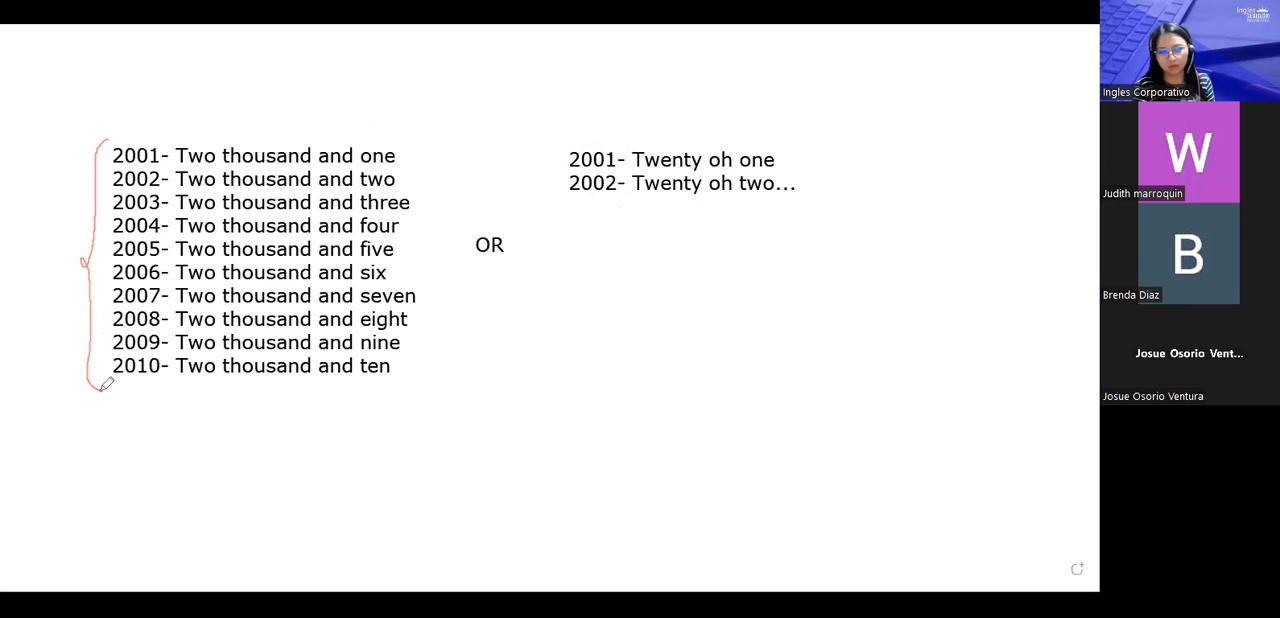 2001- Two thousand and one
2002- Two thousand and two
2003- Two thousand and three
2004- Two thousand and four
2005- Two thousand and five
2006- Two thousand and six
2007- Two thousand and seven
2008- Two thousand and eight
2009- Two thousand and nine
2010- Two thousand and ten
OR
2001- Twenty oh one
2002- Twenty oh two...
Ingles
Ingles Corporativo
W
Judith marroquin
B
Brenda Diaz
Josue Osorio Vent...
Josue Osorio Ventura